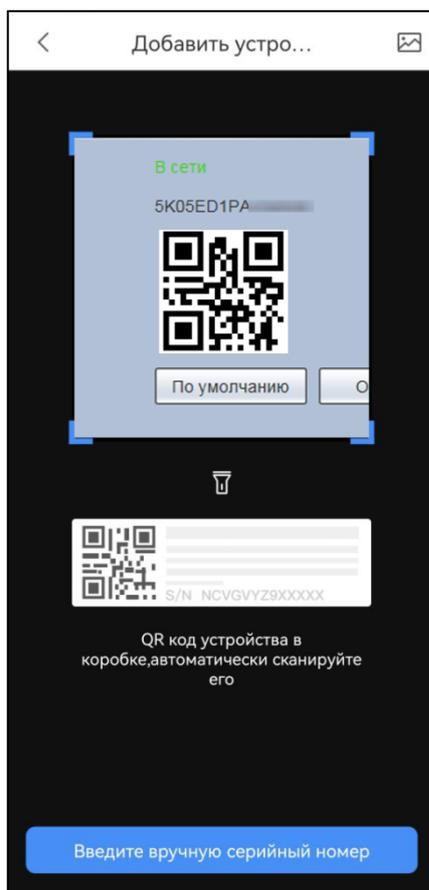 Добавить устро...
В сети
5K05ED1PA
По умолчанию
О
S/N NCVGVYZ9XXXXX
QR код устройства в
коробке,автоматически сканируйте
его
Введите вручную серийный номер